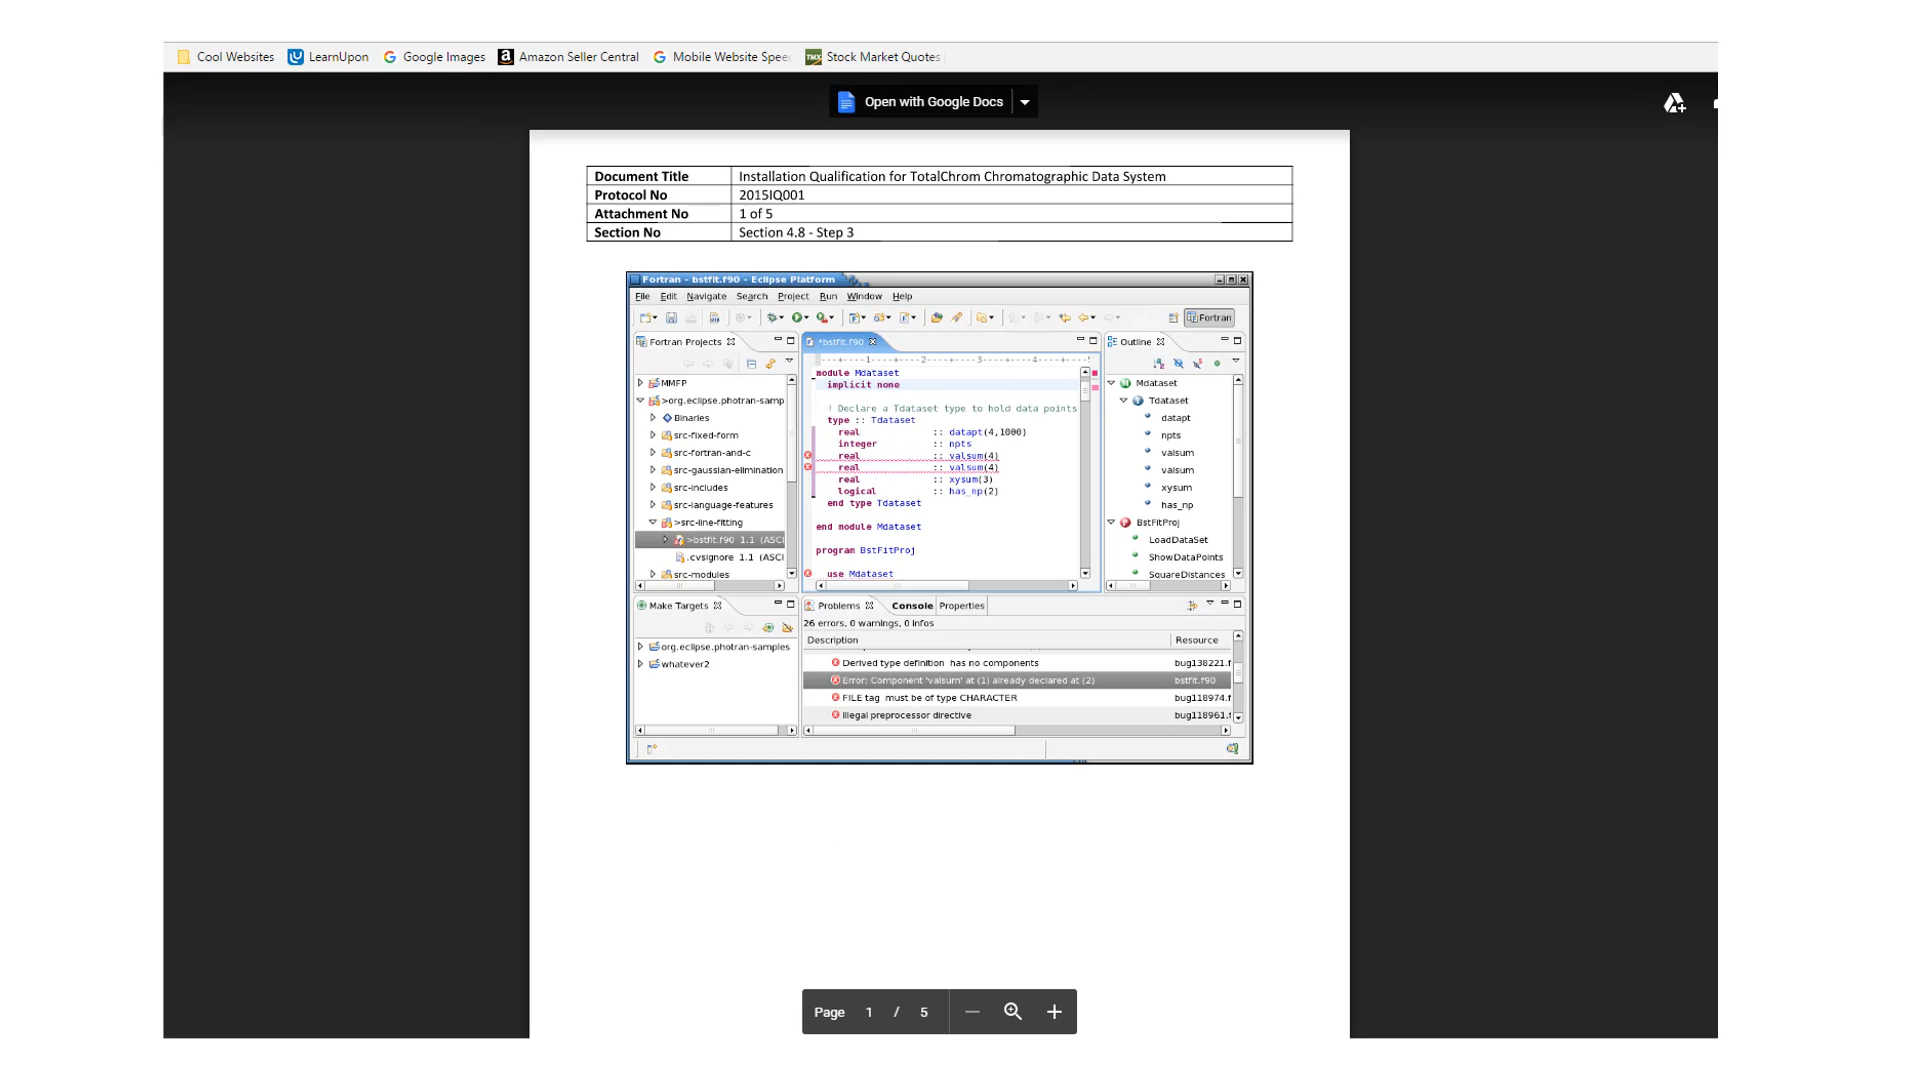 Cool Websites LearnUpon Google Images Amazon Seller Central Mobile Website Spee Stock Market Quotes
Open with Google Docs
Document Title Installation Qualification for TotalChrom Chromatographic Data System
Protocol No 2015IQ001
Attachment No 1 of 5
Section No Section 4.8 - Step 3
Fortran - bstfit.f90 - Eclipse Platform
File Edit Navigate Search Project Run Window Help
Fortran
Fortran Projects
MMFP
>org.eclipse.photran-samp
Binaries
src-fixed-form
src-fortran-and-c
src-gaussian-elimination
src-includes
src-language-features
>src-line-fitting
>bstfit.f90 1.1 (ASCI
.cvsignore 1.1 (ASCI
src-modules
*bstfit.f90
----+----1----+----2----+----3----+----4----+----
module Mdataset
implicit none
! Declare a Tdataset type to hold data points
type :: Tdataset
real :: datapt(4,1000)
integer :: npts
real :: valsum(4)
real :: valsum(4)
real :: xysum(3)
logical :: has_np(2)
end type Tdataset
end module Mdataset
program BstFitProj
use Mdataset
Outline
Mdataset
Tdataset
datapt
npts
valsum
valsum
xysum
has_np
BstFitProj
LoadDataSet
ShowDataPoints
SquareDistances
Make Targets
org.eclipse.photran-samples
whatever2
Problems Console Properties
26 errors, 0 warnings, 0 infos
Description Resource
Derived type definition has no components bug138221.f
Error: Component 'valsum' at (1) already declared at (2) bstfit.f90
FILE tag must be of type CHARACTER bug118974.f
Illegal preprocessor directive bug118961.f
Page 1 / 5